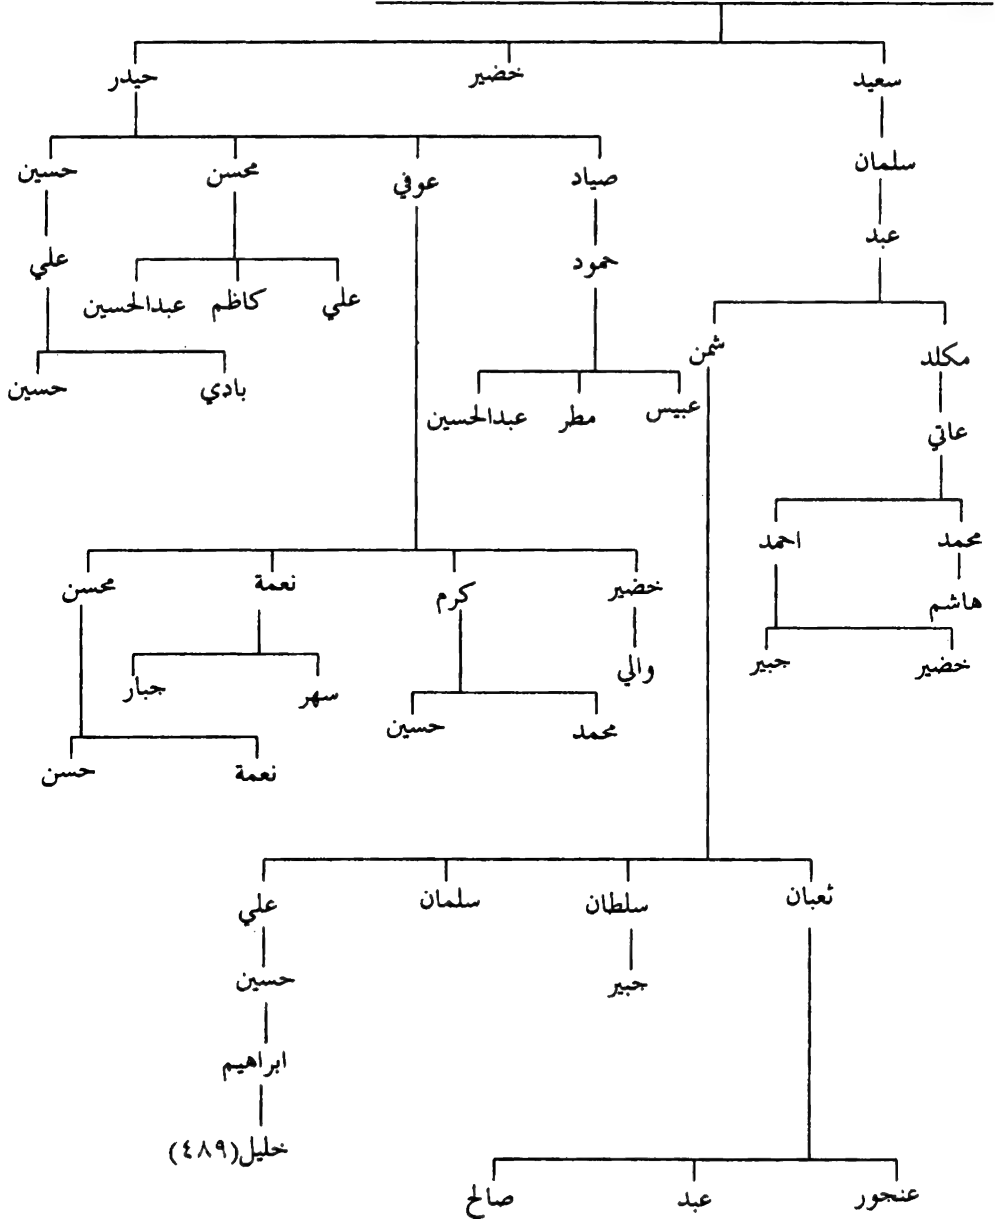 سعيد خضير حيدر
سلمان صياد عوفي محسن حسين
عبد حمود علي
علي كاظم عبدالحسين
مكلد شمن بادي حسين
عبيس مطر عبدالحسين
عاتي
محمد احمد
خضير كرم نعمة محسن
هاشم
خضير جبير والي سهر جبار
محمد حسين
نعمة حسن
ثعبان سلطان سلمان علي
جبير حسين
ابراهيم
خليل (٤٨٩)
عنجور عبد صالح